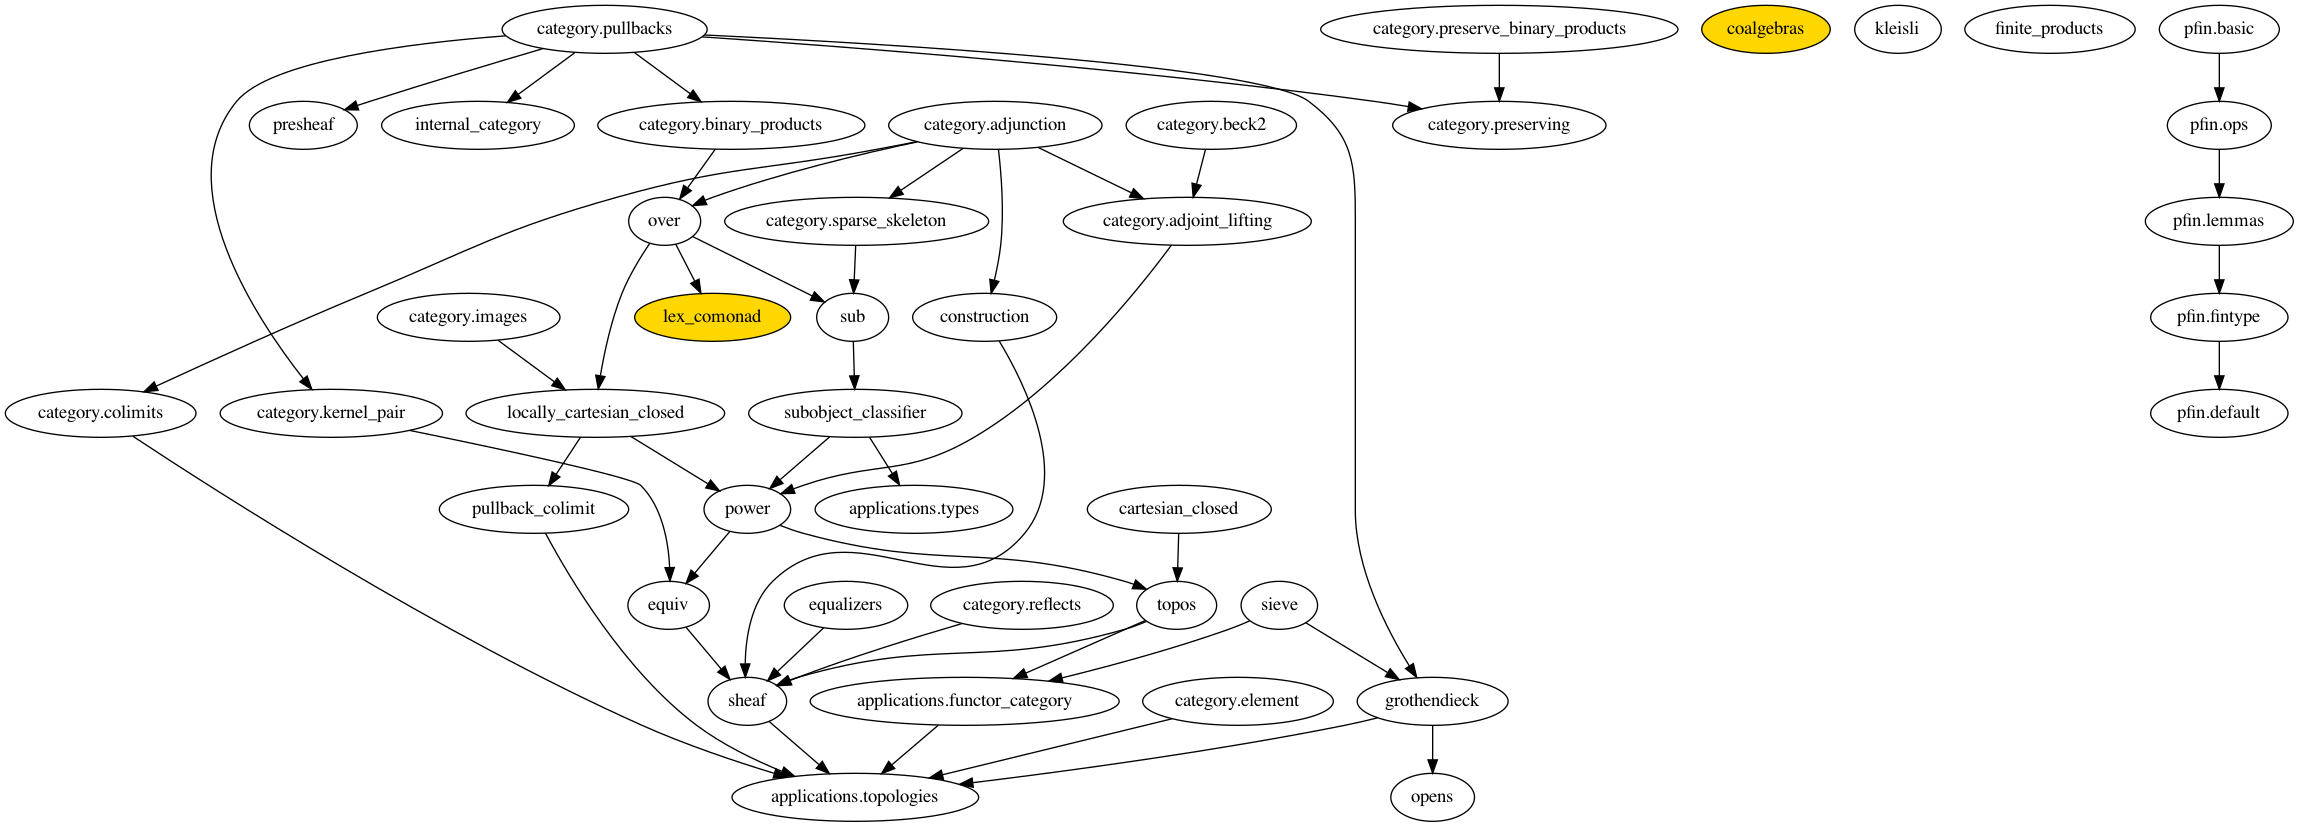 category.pullbacks
category.preserve_binary_products
coalgebras
kleisli
finite_products
pfin.basic
presheaf
internal_category
category.binary_products
category.adjunction
category.beck2
category.preserving
pfin.ops
over
category.sparse_skeleton
category.adjoint_lifting
pfin.lemmas
category.images
lex_comonad
sub
construction
pfin.fintype
category.colimits
category.kernel_pair
locally_cartesian_closed
subobject_classifier
pfin.default
pullback_colimit
power
applications.types
cartesian_closed
equiv
equalizers
category.reflects
topos
sieve
sheaf
applications.functor_category
category.element
grothendieck
applications.topologies
opens